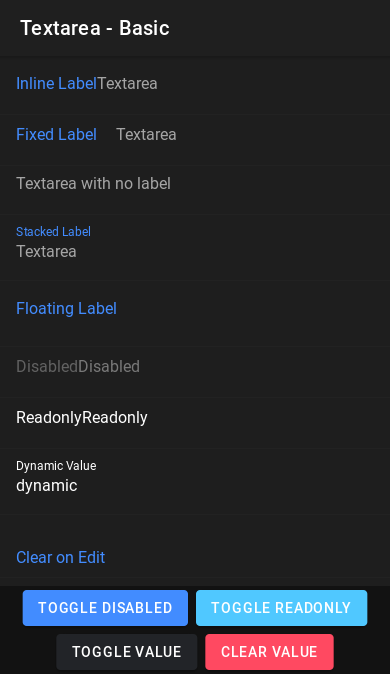 Textarea - Basic
Inline LabelTextarea
Fixed Label Textarea
Textarea with no label
Stacked Label
Textarea
Floating Label
DisabledDisabled
ReadonlyReadonly
Dynamic Value
dynamic
Clear on Edit
TOGGLE DISABLED TOGGLE READONLY
TOGGLE VALUE CLEAR VALUE